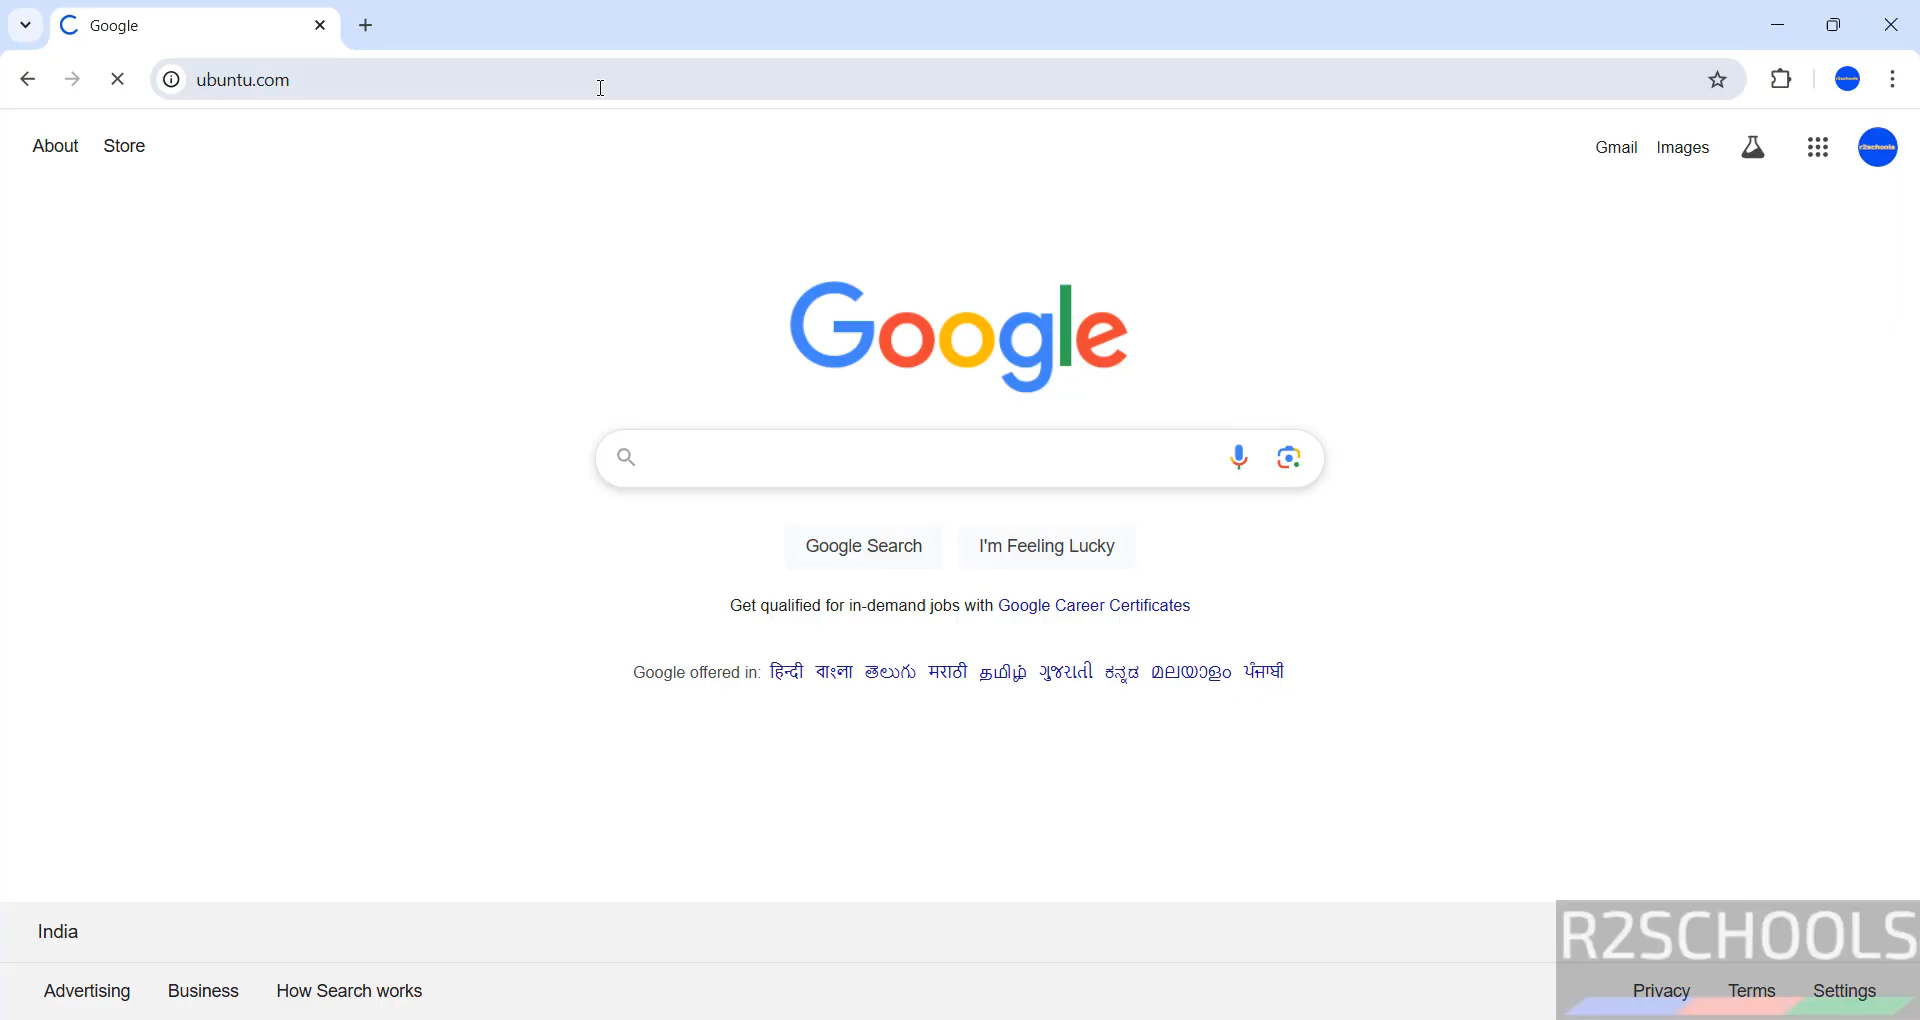 Google
ubuntu.com
About Store
Gmail Images
r2schools
Google
Google Search I'm Feeling Lucky
Get qualified for in-demand jobs with Google Career Certificates
Google offered in: हिन्दी বাংলা తెలుగు मराठी தமிழ் ગુજરાતી ಕನ್ನಡ മലയാളം ਪੰਜਾਬੀ
India
R2SCHOOLS
Advertising Business How Search works
Privacy Terms Settings